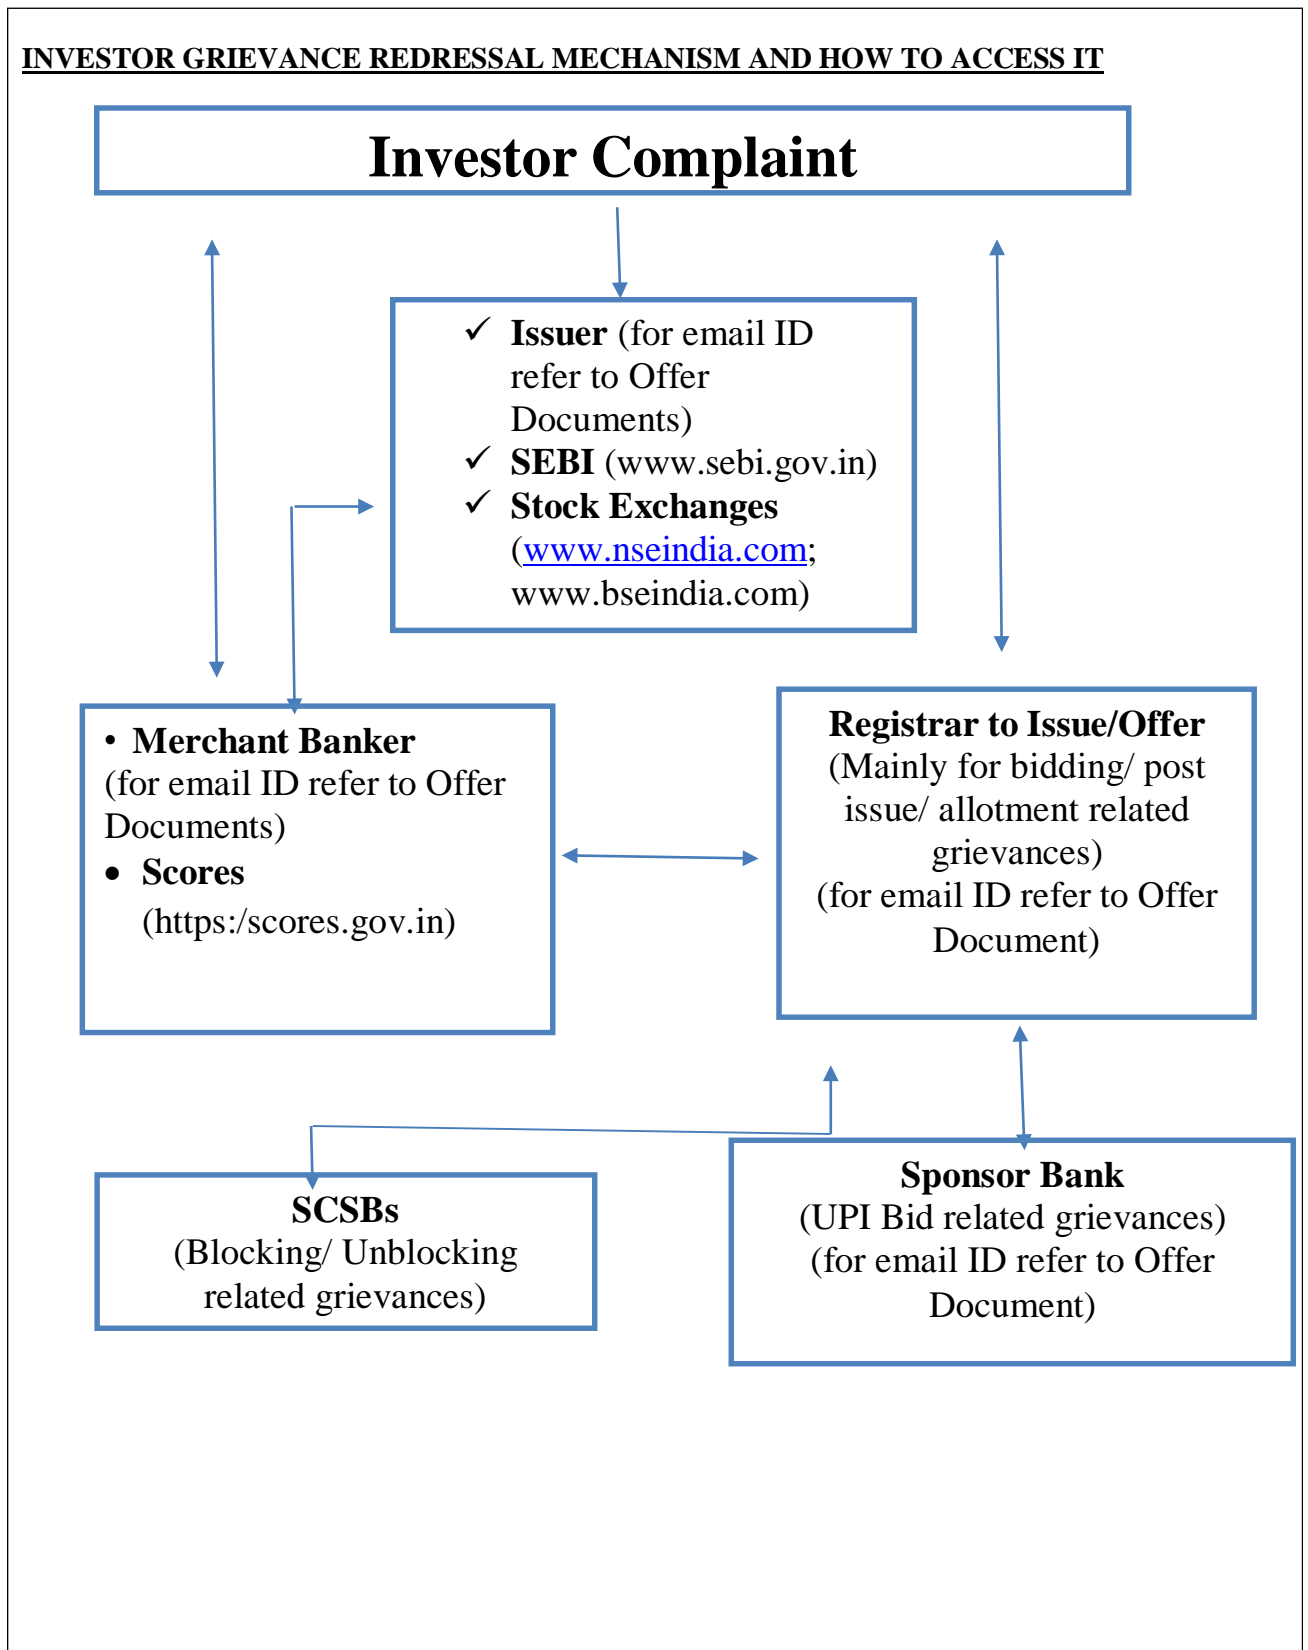 INVESTOR GRIEVANCE REDRESSAL MECHANISM AND HOW TO ACCESS IT
Investor Complaint
✓ Issuer (for email ID
refer to Offer
Documents)
✓ SEBI (www.sebi.gov.in)
✓ Stock Exchanges
(www.nseindia.com;
www.bseindia.com)
• Merchant Banker
(for email ID refer to Offer
Documents)
• Scores
(https:/scores.gov.in)
Registrar to Issue/Offer
(Mainly for bidding/ post
issue/ allotment related
grievances)
(for email ID refer to Offer
Document)
SCSBs
(Blocking/ Unblocking
related grievances)
Sponsor Bank
(UPI Bid related grievances)
(for email ID refer to Offer
Document)